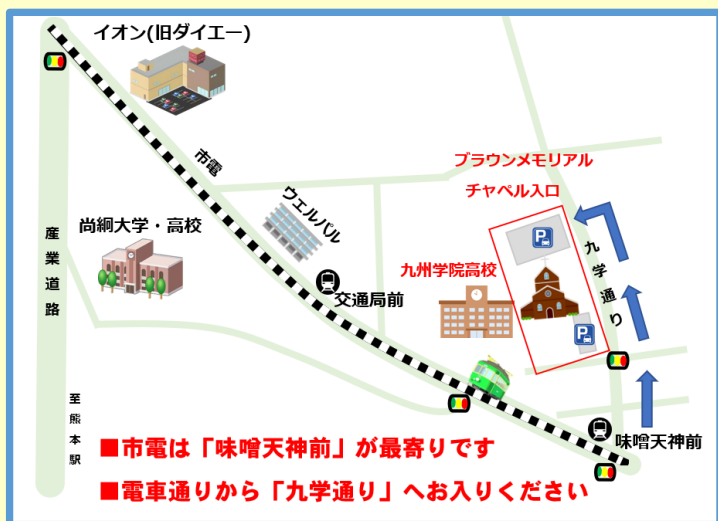 イオン(旧ダイエー)
市電
ブラウンメモリアル
チャペル入口
ウエルパル
尚絅大学・高校
産業道路
九学通り
九州学院高校
交通局前
至熊本駅
味噌天神前
■市電は「味噌天神前」が最寄りです
■電車通りから「九学通り」へお入りください
P
P